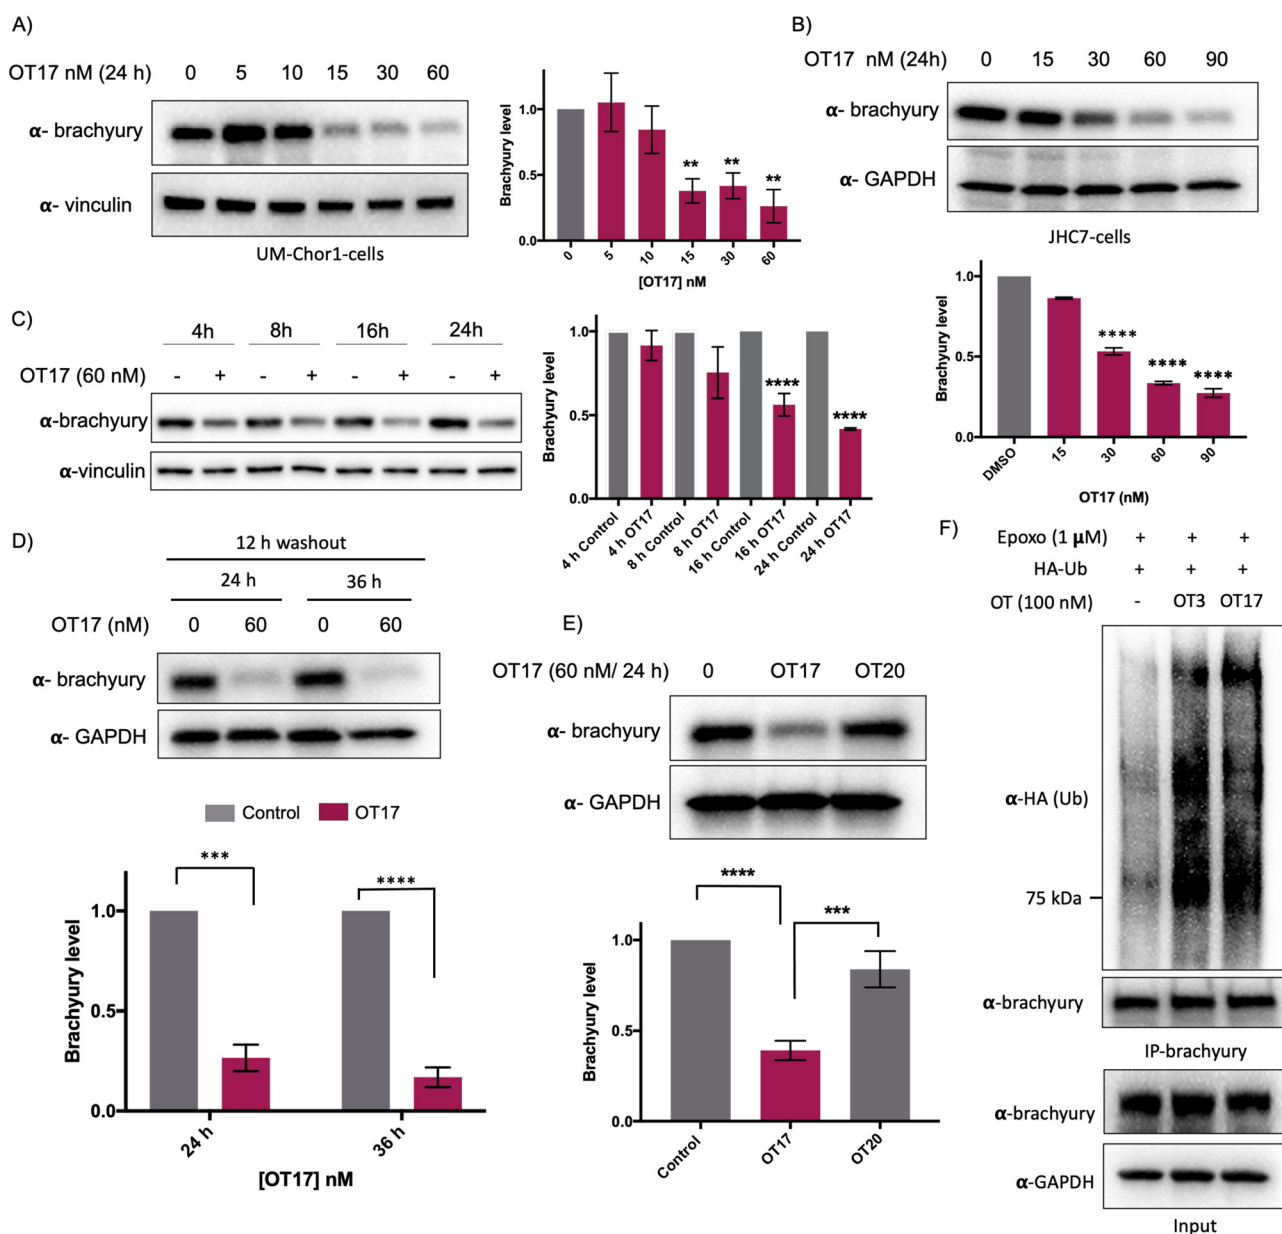 A)
OT17 nM (24 h) 0 5 10 15 30 60
α- brachyury
α- vinculin
UM-Chor1-cells
Brachyury level
1.0
0.5
0.0
** ** **
0 5 10 15 30 60
[OT17] nM
B)
OT17 nM (24h) 0 15 30 60 90
α- brachyury
α- GAPDH
JHC7-cells
Brachyury level
1.0
0.5
0.0
**** **** ****
DMSO 15 30 60 90
OT17 (nM)
C)
4h 8h 16h 24h
OT17 (60 nM) - + - + - + - +
α-brachyury
α-vinculin
Brachyury level
1.0
0.5
0.0
**** ****
4 h Control 4 h OT17 8 h Control 8 h OT17 16 h Control 16 h OT17 24 h Control 24 h OT17
D)
12 h washout
24 h 36 h
OT17 (nM) 0 60 0 60
α- brachyury
α- GAPDH
Control OT17
Brachyury level
1.0
0.5
0.0
*** ****
24 h 36 h
[OT17] nM
E)
OT17 (60 nM/ 24 h) 0 OT17 OT20
α- brachyury
α- GAPDH
Brachyury level
1.0
0.5
0.0
**** ***
Control OT17 OT20
F)
Epoxo (1 μM) + + +
HA-Ub + + +
OT (100 nM) - OT3 OT17
α-HA (Ub)
75 kDa
α-brachyury
IP-brachyury
α-brachyury
α-GAPDH
Input